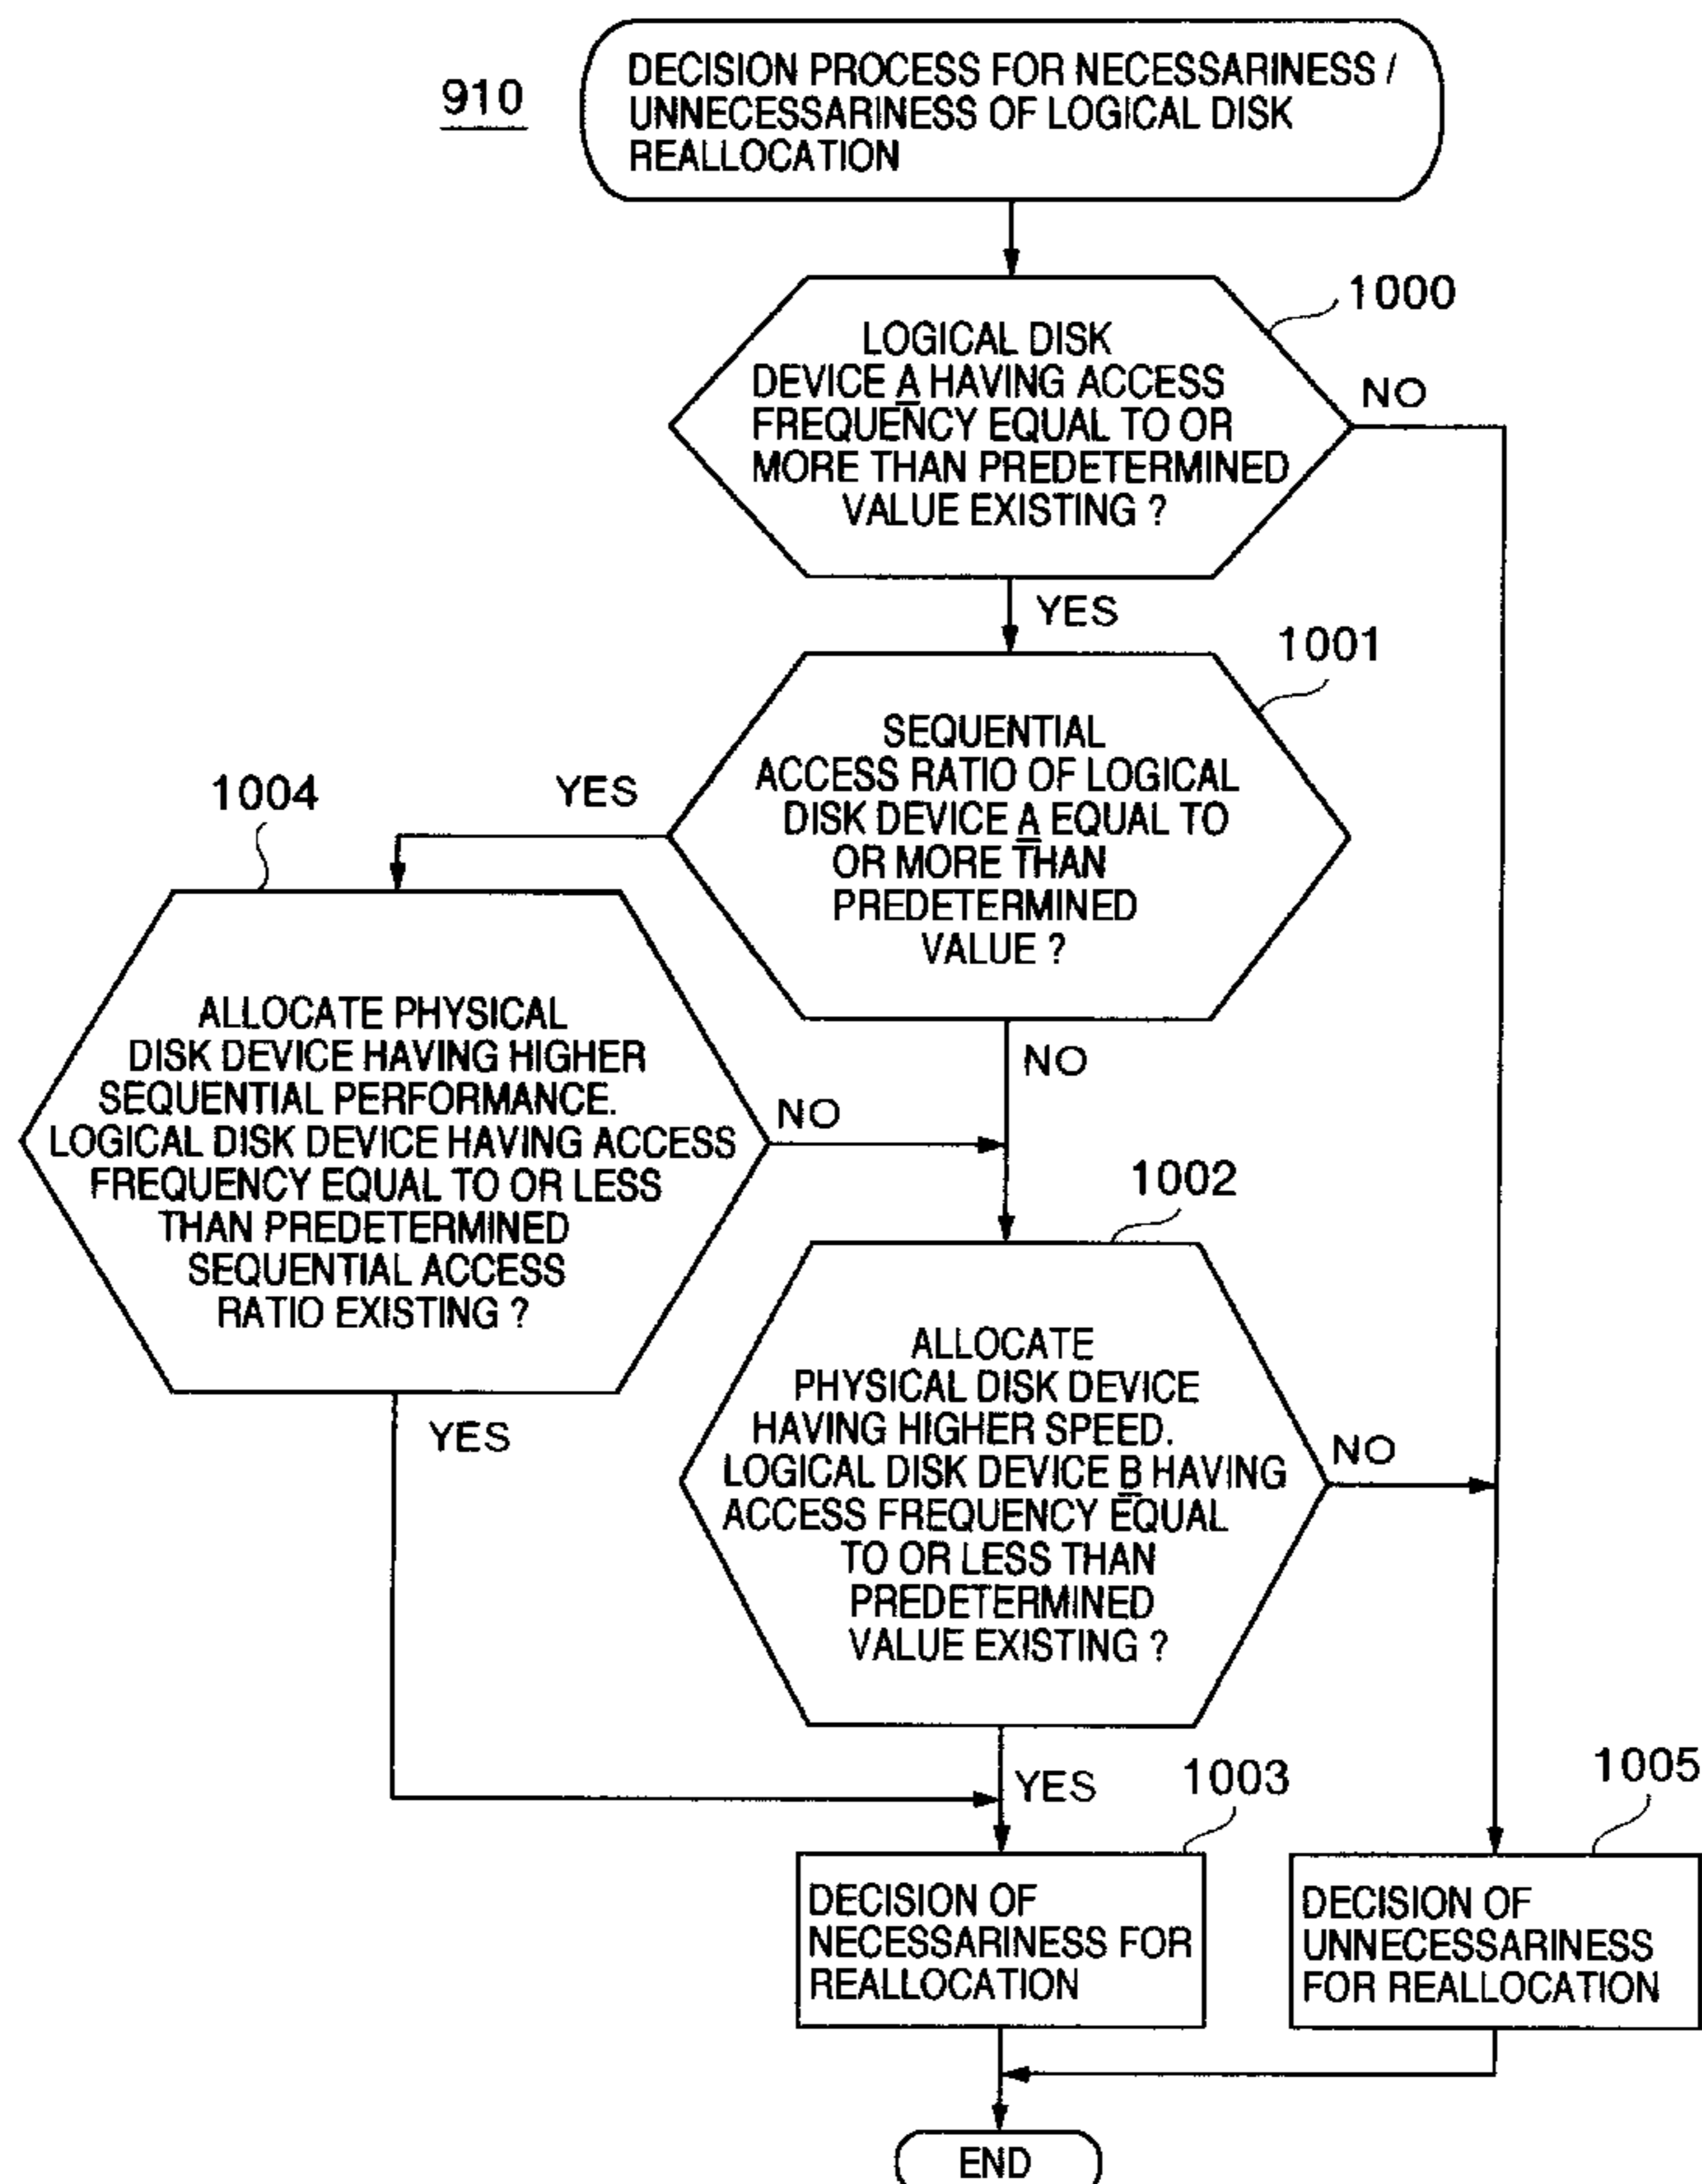 910
DECISION PROCESS FOR NECESSARINESS /
UNNECESSARINESS OF LOGICAL DISK
REALLOCATION
1000
LOGICAL DISK
DEVICE A HAVING ACCESS
FREQUENCY EQUAL TO OR
MORE THAN PREDETERMINED
VALUE EXISTING ?
NO
YES
1001
SEQUENTIAL
ACCESS RATIO OF LOGICAL
DISK DEVICE A EQUAL TO
OR MORE THAN
PREDETERMINED
VALUE ?
YES
NO
1004
ALLOCATE PHYSICAL
DISK DEVICE HAVING HIGHER
SEQUENTIAL PERFORMANCE.
LOGICAL DISK DEVICE HAVING ACCESS
FREQUENCY EQUAL TO OR LESS
THAN PREDETERMINED
SEQUENTIAL ACCESS
RATIO EXISTING ?
NO
YES
1002
ALLOCATE
PHYSICAL DISK DEVICE
HAVING HIGHER SPEED.
LOGICAL DISK DEVICE B HAVING
ACCESS FREQUENCY EQUAL
TO OR LESS THAN
PREDETERMINED
VALUE EXISTING ?
NO
YES
1003
DECISION OF
NECESSARINESS FOR
REALLOCATION
1005
DECISION OF
UNNECESSARINESS
FOR REALLOCATION
END